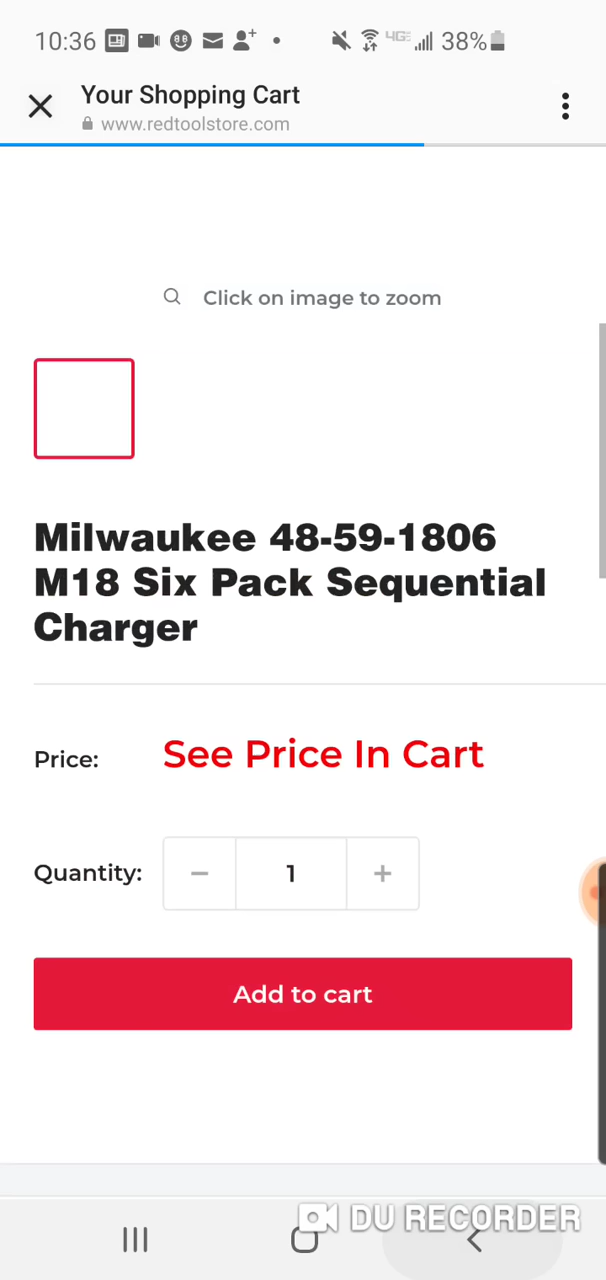 10:36 4GE 38%
Your Shopping Cart
www.redtoolstore.com
Click on image to zoom
Milwaukee 48-59-1806
M18 Six Pack Sequential
Charger
Price: See Price In Cart
Quantity: − 1 +
Add to cart
DU RECORDER